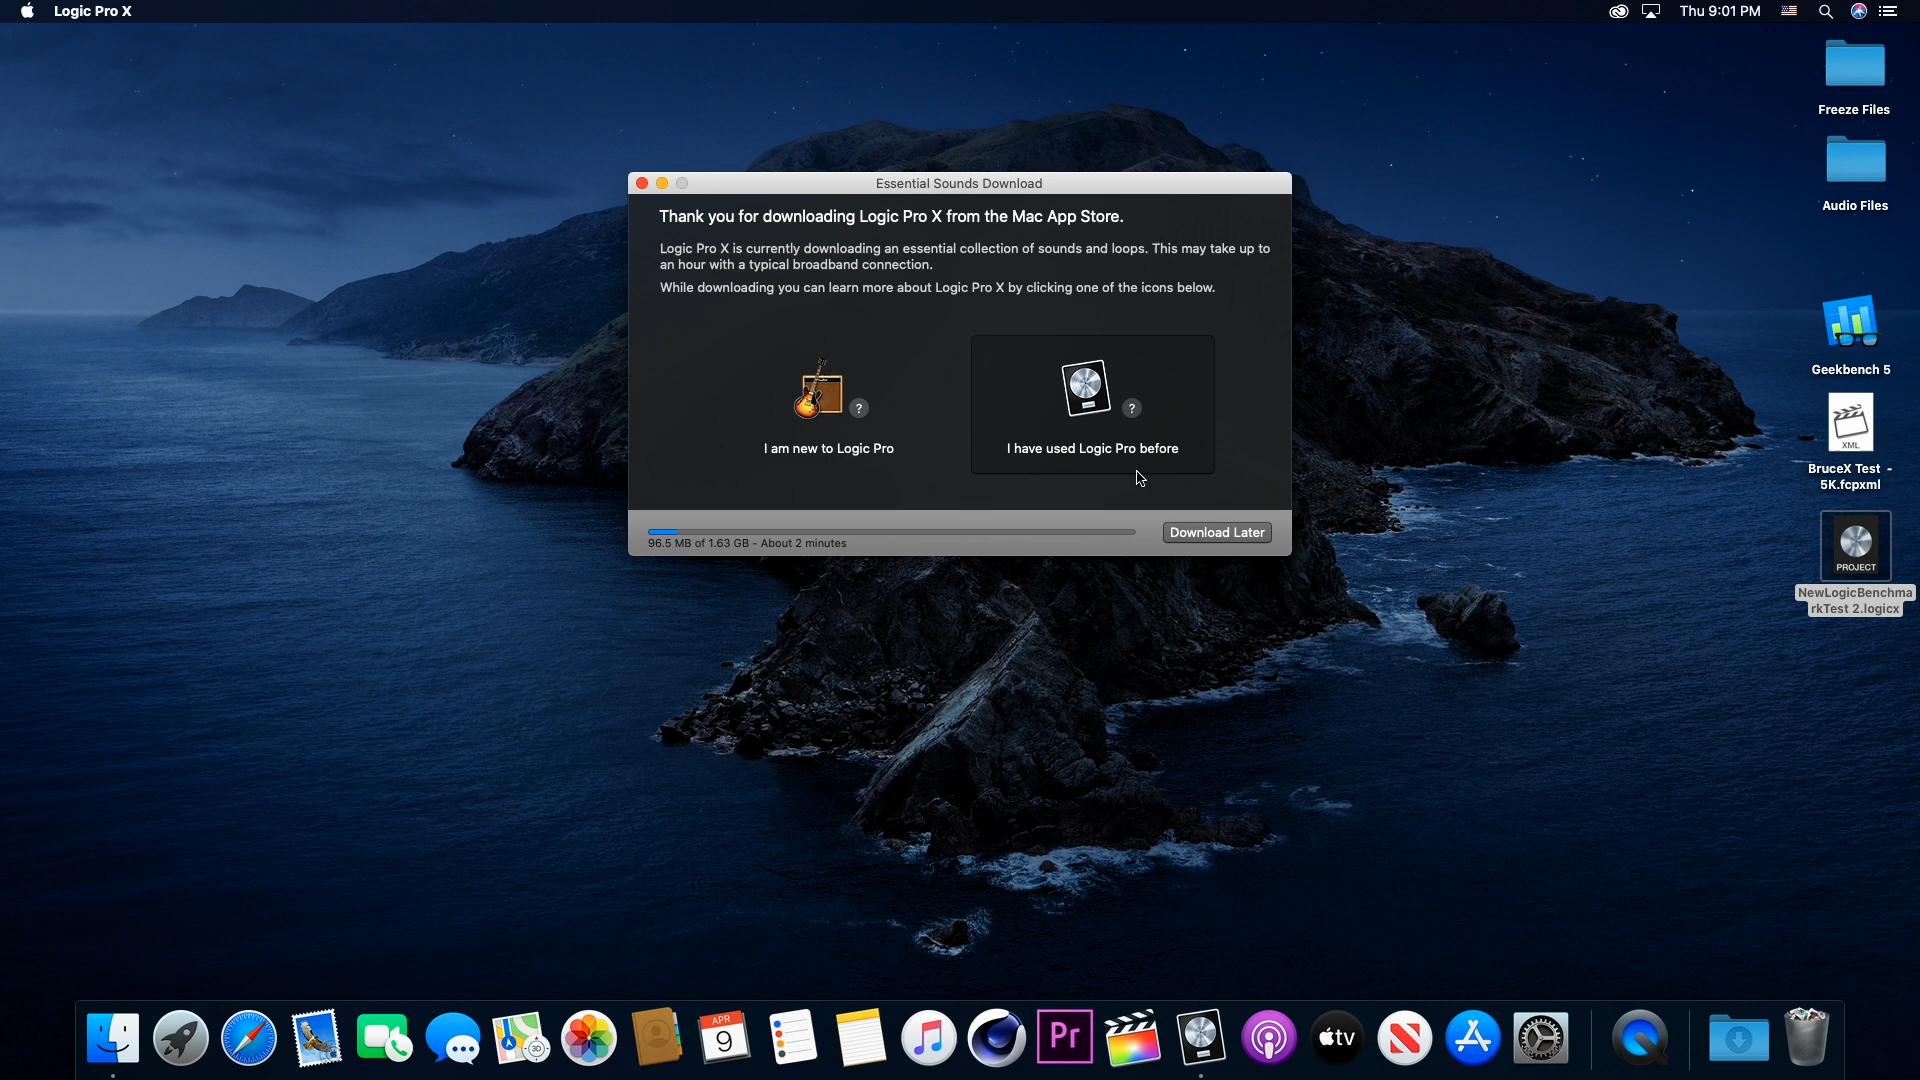 Logic Pro X
Thu 9:01 PM
Freeze Files
Audio Files
Essential Sounds Download
Thank you for downloading Logic Pro X from the Mac App Store.
Logic Pro X is currently downloading an essential collection of sounds and loops. This may take up to
an hour with a typical broadband connection.
While downloading you can learn more about Logic Pro X by clicking one of the icons below.
?
?
I am new to Logic Pro
I have used Logic Pro before
96.5 MB of 1.63 GB - About 2 minutes
Download Later
Geekbench 5
XML
BruceX Test -
5K.fcpxml
PROJECT
NewLogicBenchma
rkTest 2.logicx
3D
APR
9
Pr
tv